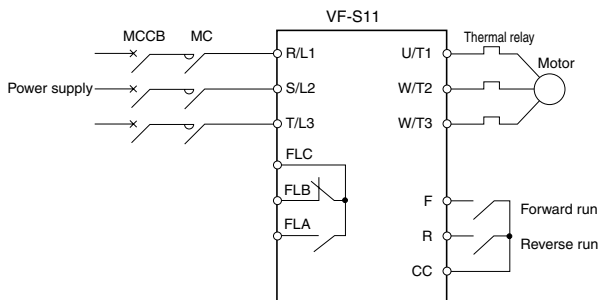 VF-S11
MCCB MC
R/L1
U/T1
Thermal relay
Motor
Power supply
S/L2
W/T2
T/L3
W/T3
FLC
FLB
FLA
F
Forward run
R
Reverse run
CC